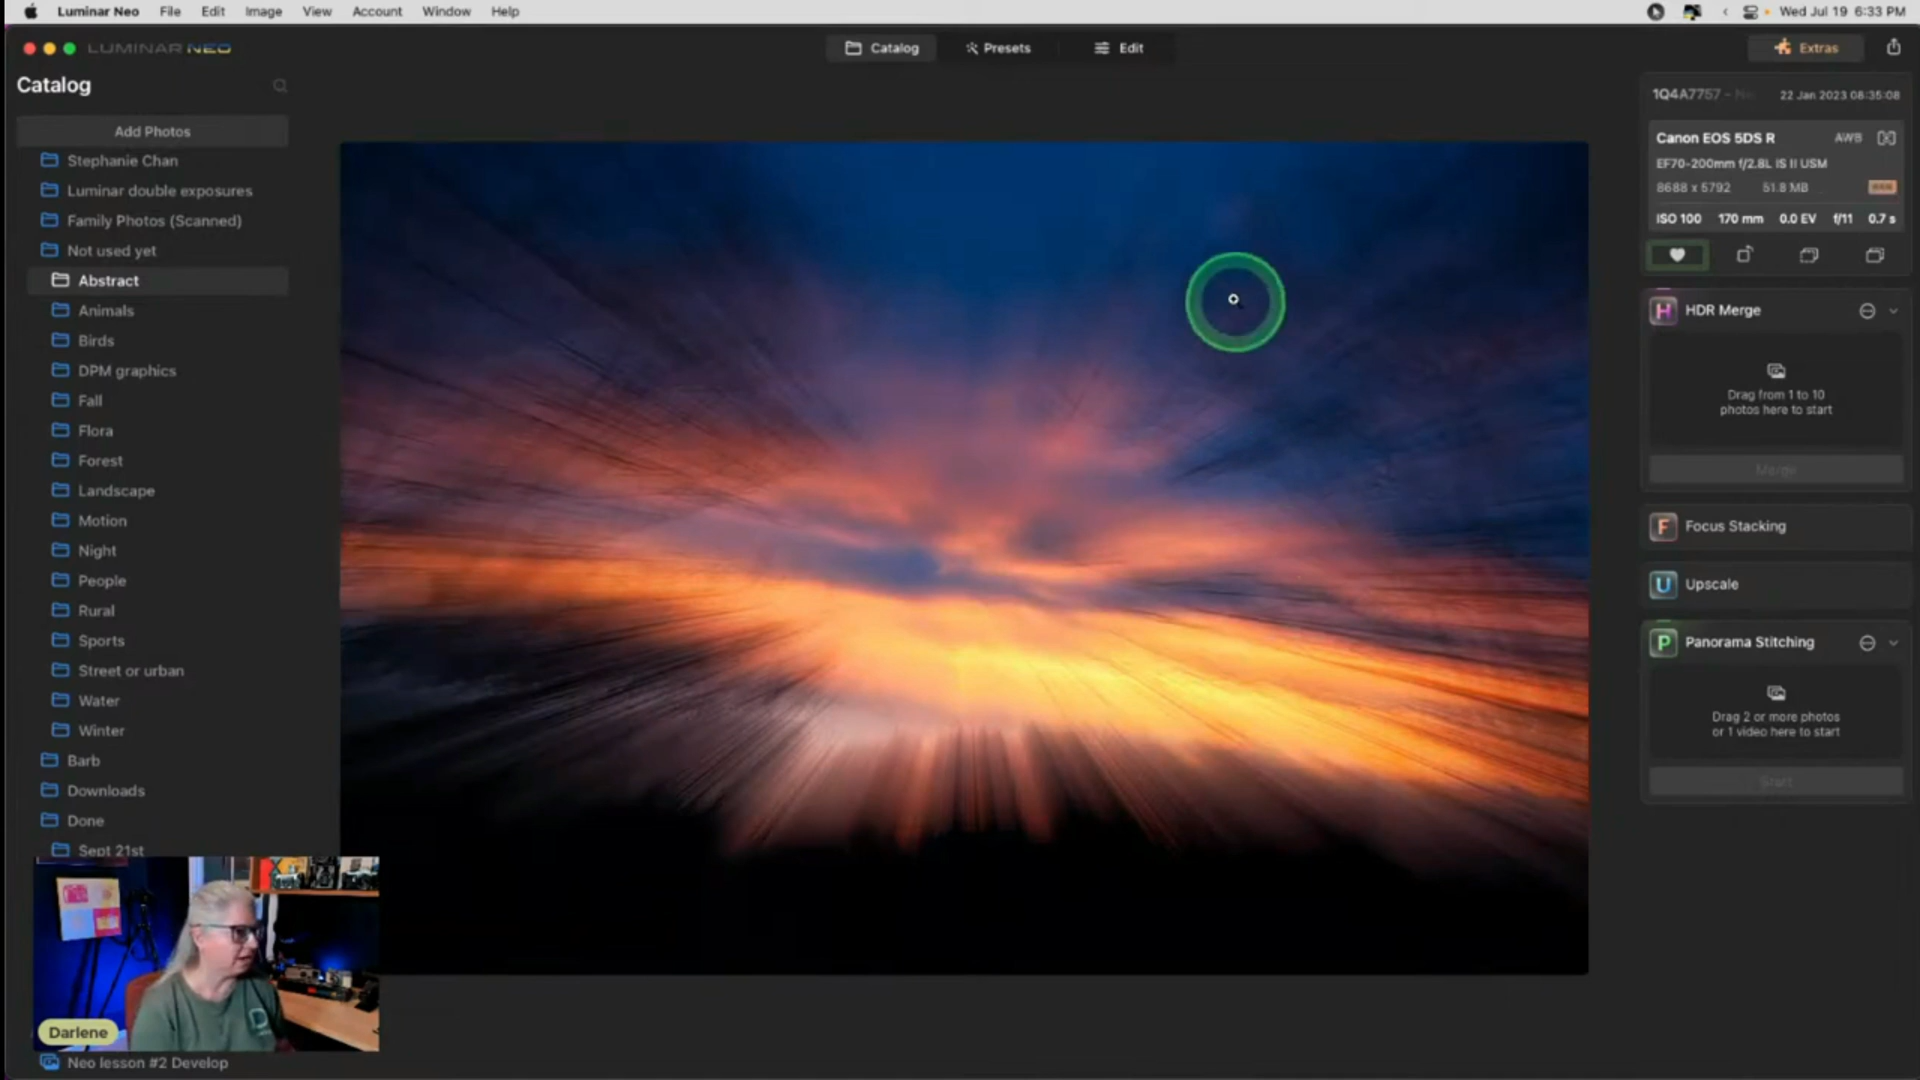 Luminar Neo File Edit Image View Account Window Help
Wed Jul 19 6:33 PM
LUMINAR NEO
Catalog Presets Edit
Extras
Catalog
Add Photos
Stephanie Chan
Luminar double exposures
Family Photos (Scanned)
Not used yet
Abstract
Animals
Birds
DPM graphics
Fall
Flora
Forest
Landscape
Motion
Night
People
Rural
Sports
Street or urban
Water
Winter
Barb
Downloads
Done
Sept 21st
Darlene
Neo lesson #2 Develop
1Q4A7757 - 22 Jan 2023 08:35:08
Canon EOS 5DS R AWB
EF70-200mm f/2.8L IS II USM
8688 x 5792 51.8 MB RAW
ISO 100 170 mm 0.0 EV f/11 0.7 s
H HDR Merge
Drag from 1 to 10
photos here to start
Merge
F Focus Stacking
U Upscale
P Panorama Stitching
Drag 2 or more photos
or 1 video here to start
Start